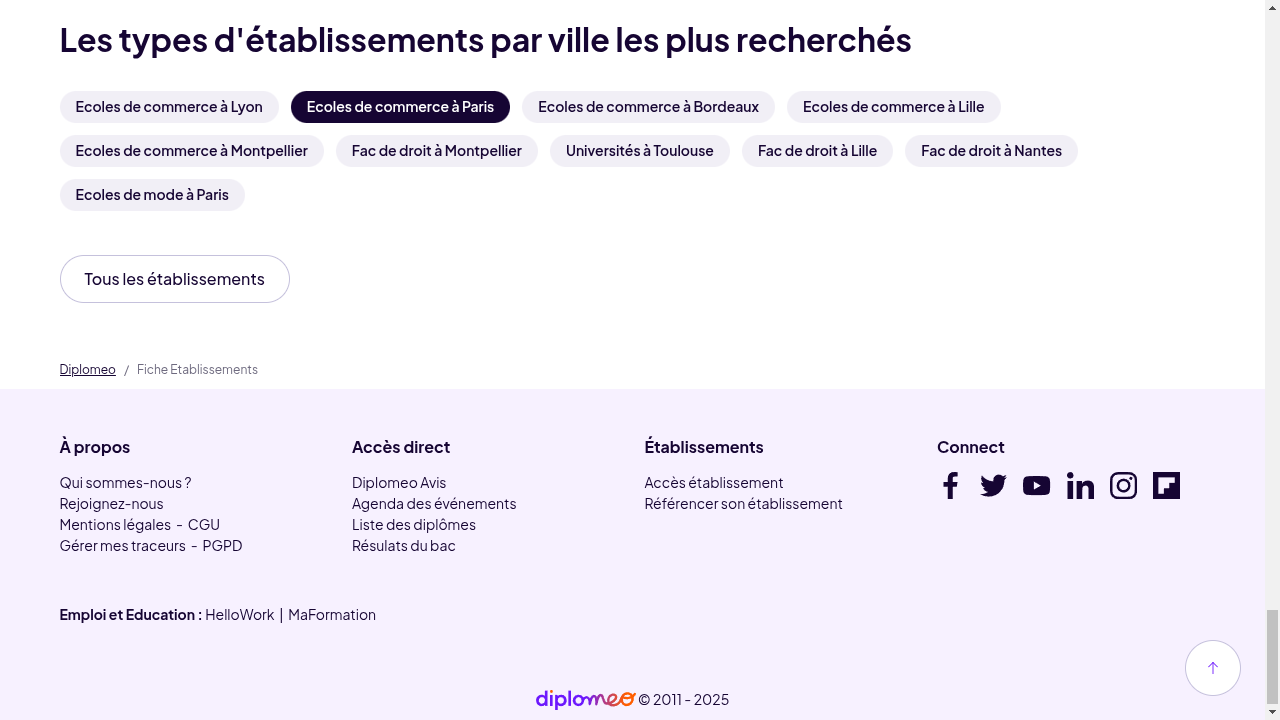 Les types d'établissements par ville les plus recherchés
Ecoles de commerce à Lyon
Ecoles de commerce à Paris
Ecoles de commerce à Bordeaux
Ecoles de commerce à Lille
Ecoles de commerce à Montpellier
Fac de droit à Montpellier
Universités à Toulouse
Fac de droit à Lille
Fac de droit à Nantes
Ecoles de mode à Paris
Tous les établissements
Diplomeo / Fiche Etablissements
À propos
Qui sommes-nous ?
Rejoignez-nous
Mentions légales - CGU
Gérer mes traceurs - PGPD
Accès direct
Diplomeo Avis
Agenda des événements
Liste des diplômes
Résulats du bac
Établissements
Accès établissement
Référencer son établissement
Connect
Emploi et Education : HelloWork | MaFormation
diplomeo © 2011 - 2025